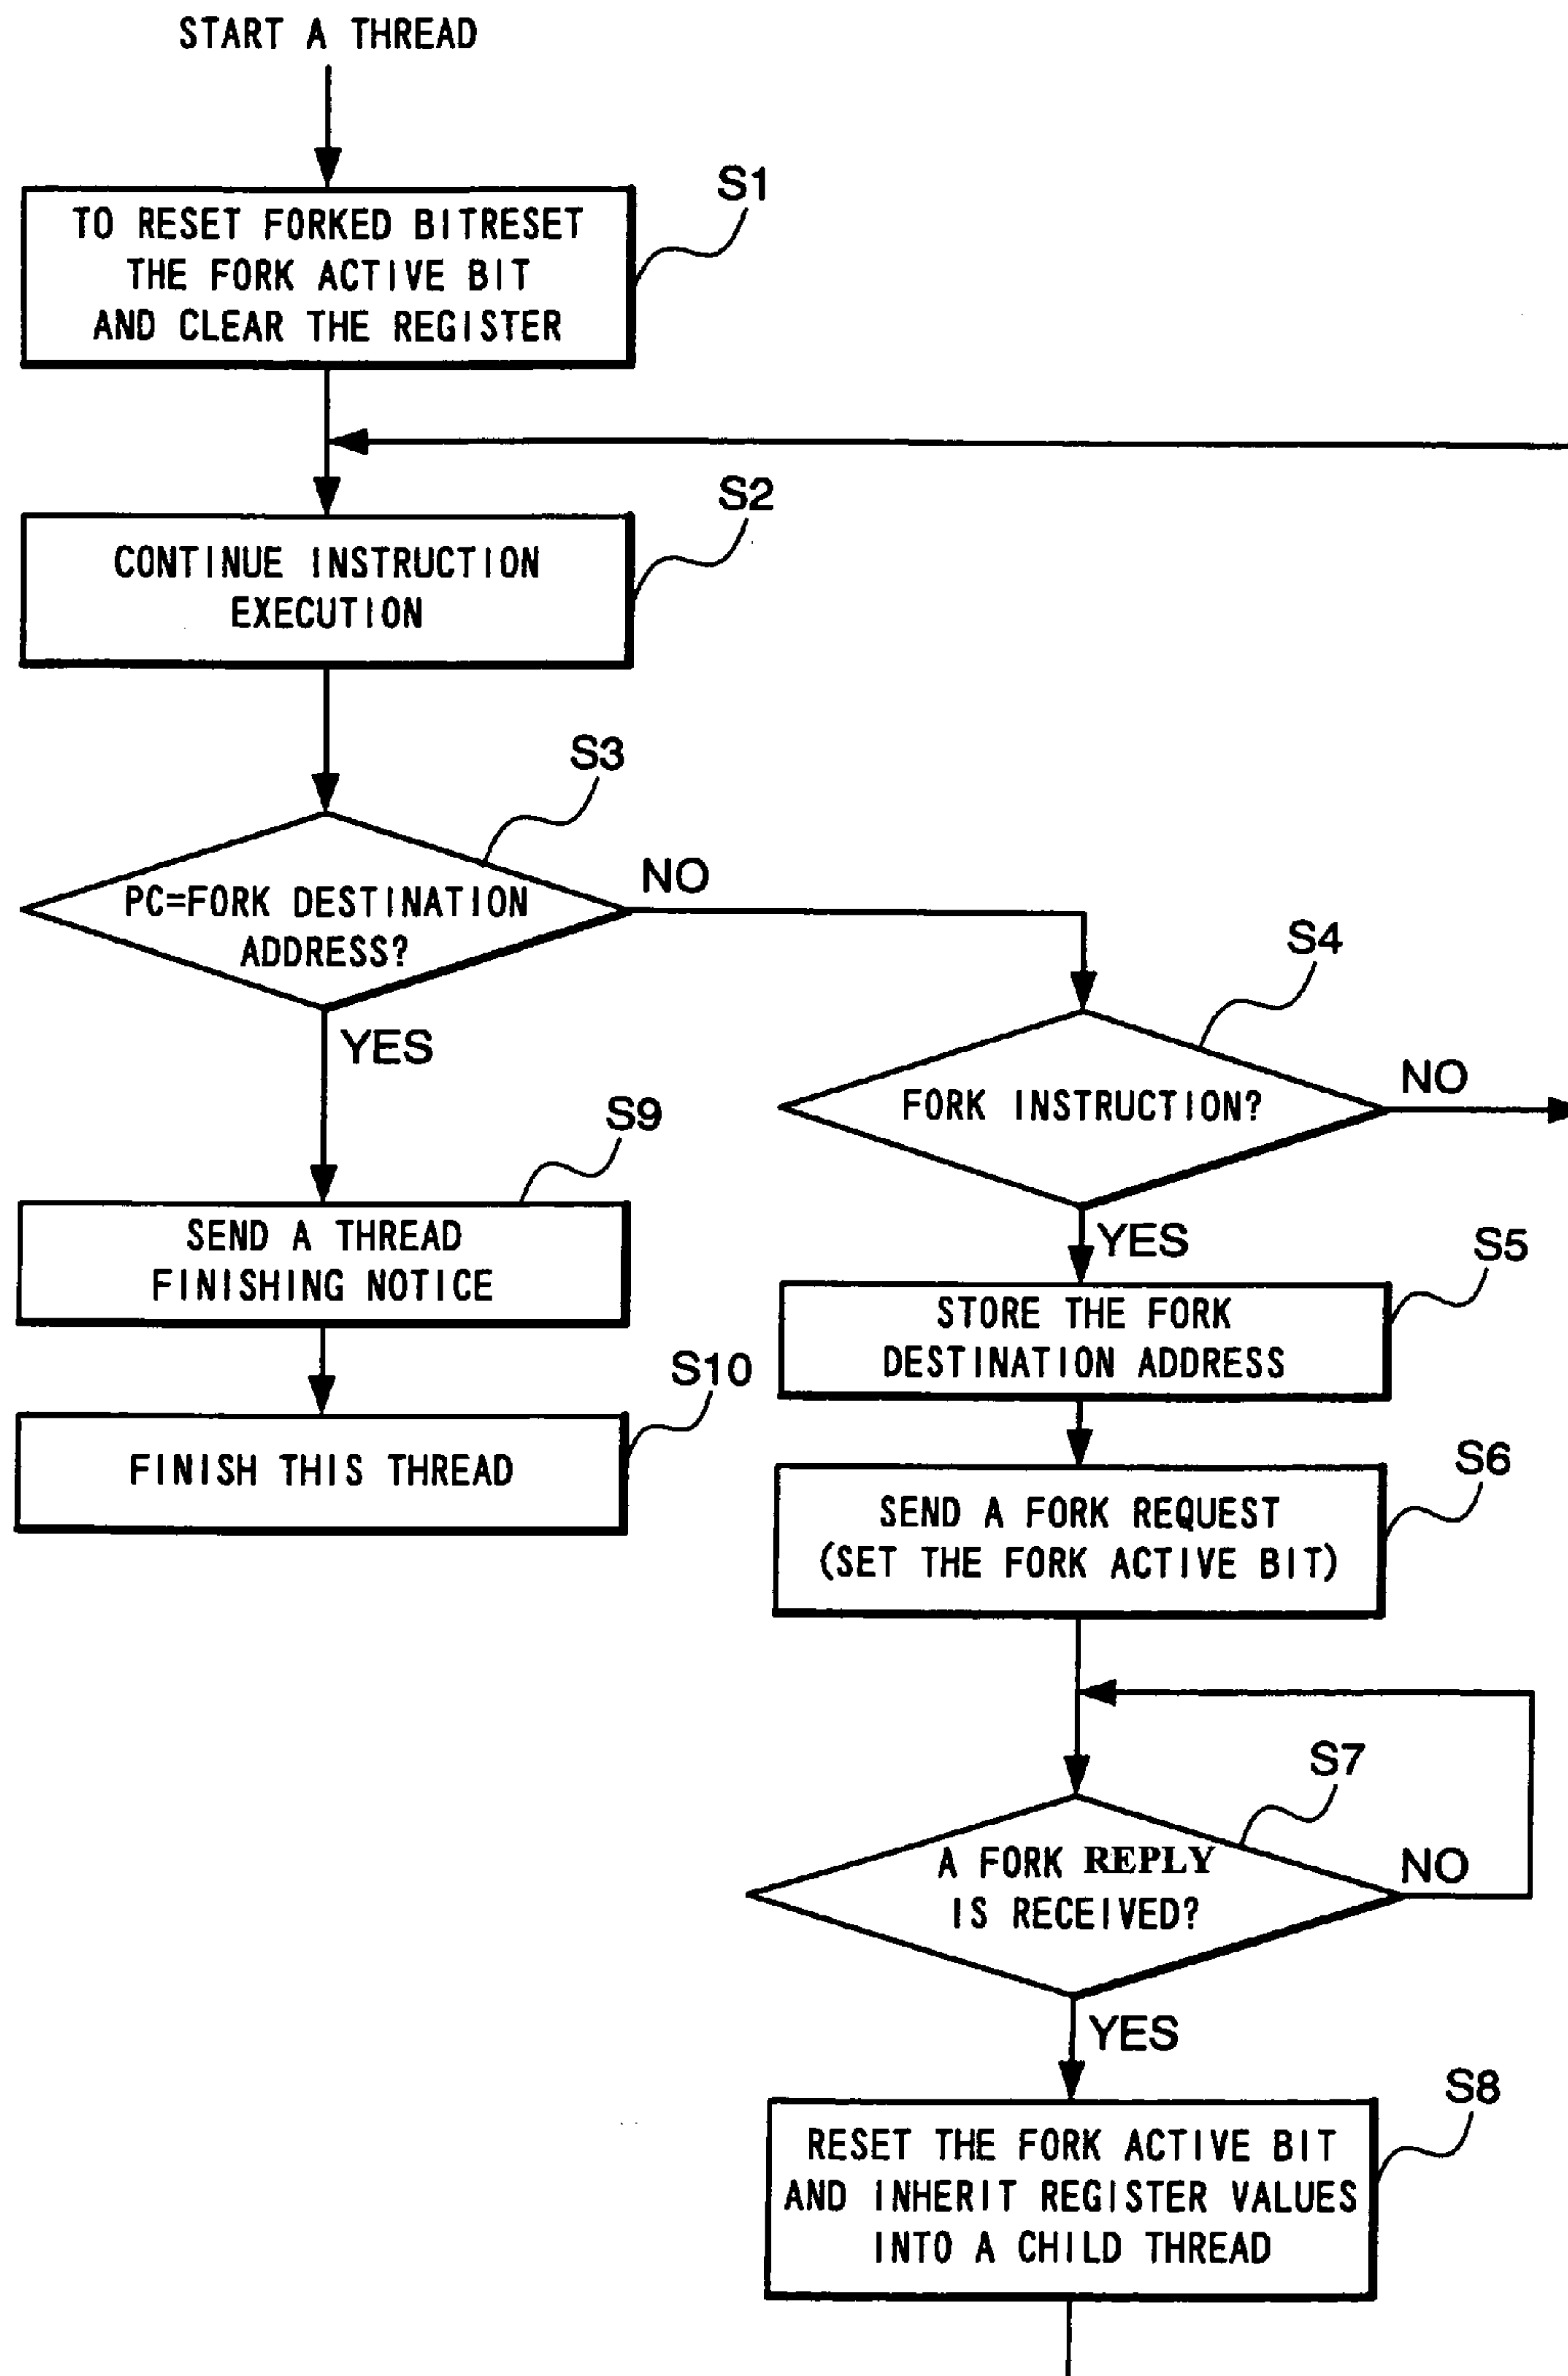 START A THREAD
S1
TO RESET FORKED BITRESET
THE FORK ACTIVE BIT
AND CLEAR THE REGISTER
S2
CONTINUE INSTRUCTION
EXECUTION
S3
PC=FORK DESTINATION
ADDRESS?
NO
YES
S4
FORK INSTRUCTION?
NO
YES
S9
SEND A THREAD
FINISHING NOTICE
S10
FINISH THIS THREAD
S5
STORE THE FORK
DESTINATION ADDRESS
S6
SEND A FORK REQUEST
(SET THE FORK ACTIVE BIT)
S7
A FORK REPLY
IS RECEIVED?
NO
YES
S8
RESET THE FORK ACTIVE BIT
AND INHERIT REGISTER VALUES
INTO A CHILD THREAD